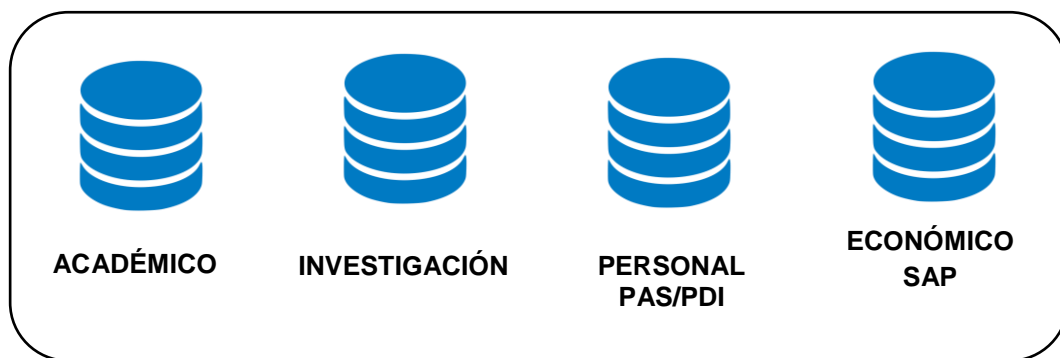 ACADÉMICO
INVESTIGACIÓN
PERSONAL
PAS/PDI
ECONÓMICO
SAP